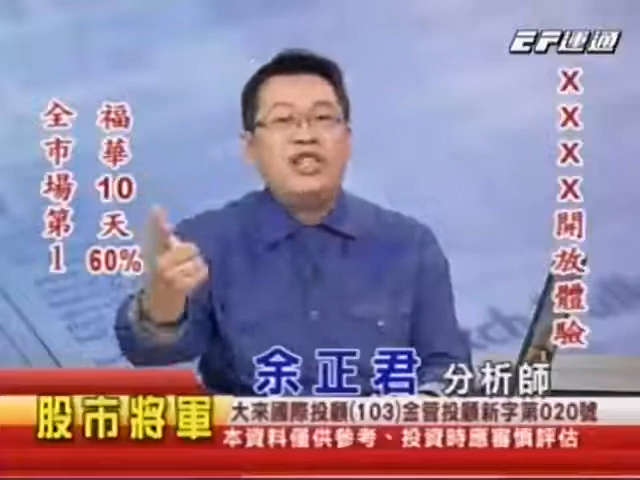 EF運通
全市場第1
福華10天60%
XXXX開放體驗
余正君 分析師
股市將軍
大來國際投顧(103)金管投顧新字第020號
本資料僅供參考、投資時應審慎評估